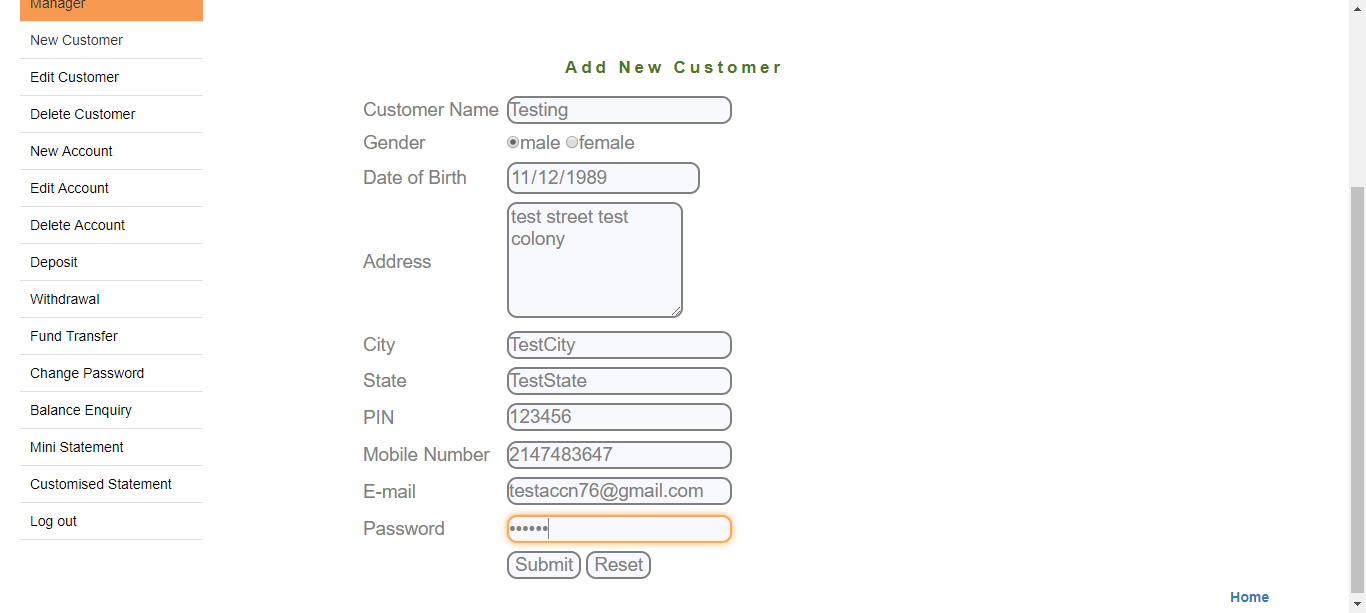 Manager
New Customer
Edit Customer
Delete Customer
New Account
Edit Account
Delete Account
Deposit
Withdrawal
Fund Transfer
Change Password
Balance Enquiry
Mini Statement
Customised Statement
Log out
Add New Customer
Customer Name Testing
Gender male female
Date of Birth 11/12/1989
Address test street test
colony
City TestCity
State TestState
PIN 123456
Mobile Number 2147483647
E-mail testaccn76@gmail.com
Password ••••••
Submit Reset
Home